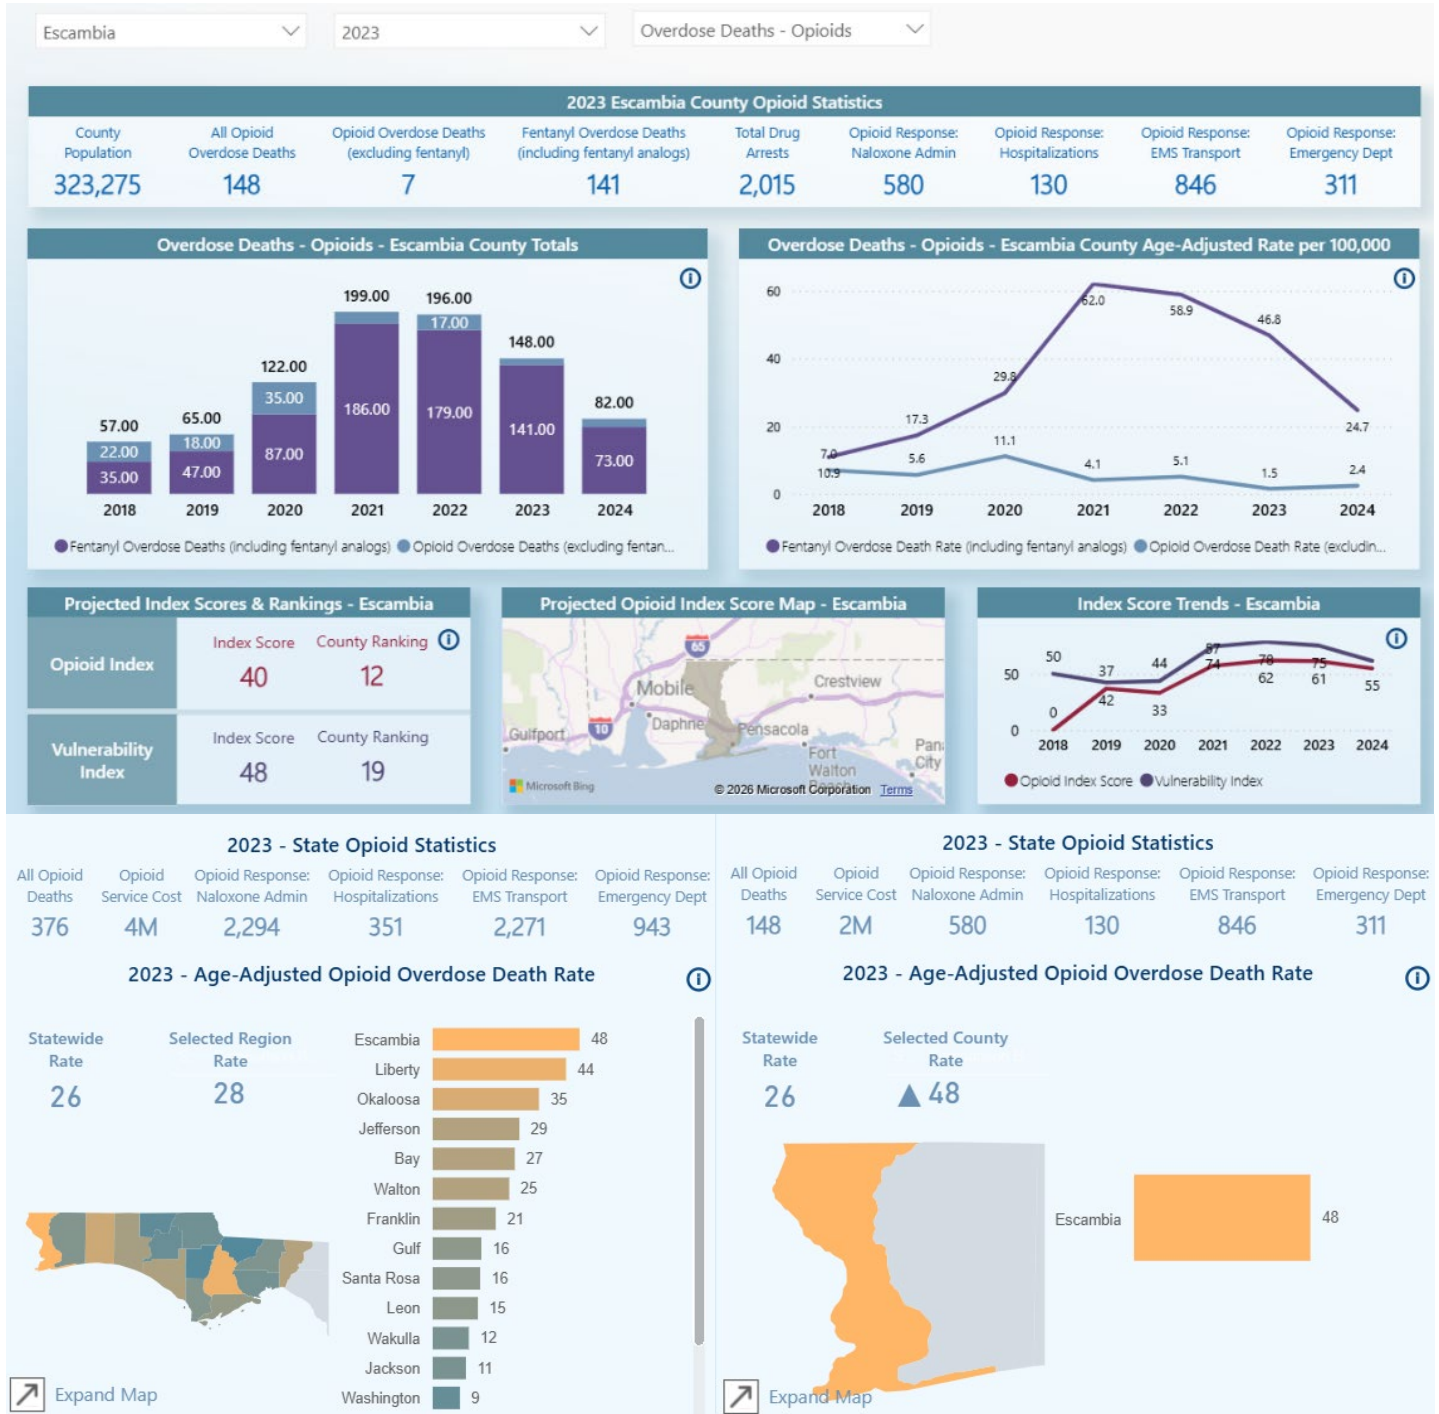 Escambia
2023
Overdose Deaths - Opioids
2023 Escambia County Opioid Statistics
County Population
323,275
All Opioid Overdose Deaths
148
Opioid Overdose Deaths (excluding fentanyl)
7
Fentanyl Overdose Deaths (including fentanyl analogs)
141
Total Drug Arrests
2,015
Opioid Response: Naloxone Admin
580
Opioid Response: Hospitalizations
130
Opioid Response: EMS Transport
846
Opioid Response: Emergency Dept
311
Overdose Deaths - Opioids - Escambia County Totals
57.00 65.00 122.00 199.00 196.00 148.00 82.00
22.00 18.00 35.00 17.00
35.00 47.00 87.00 186.00 179.00 141.00 73.00
2018 2019 2020 2021 2022 2023 2024
Fentanyl Overdose Deaths (including fentanyl analogs) Opioid Overdose Deaths (excluding fentan...
Overdose Deaths - Opioids - Escambia County Age-Adjusted Rate per 100,000
60
40
20
0
7.0 17.3 29.8 62.0 58.9 46.8 24.7
10.9 5.6 11.1 4.1 5.1 1.5 2.4
2018 2019 2020 2021 2022 2023 2024
Fentanyl Overdose Death Rate (including fentanyl analogs) Opioid Overdose Death Rate (excludin...
Projected Index Scores & Rankings - Escambia
Opioid Index
Index Score County Ranking
40 12
Vulnerability Index
Index Score County Ranking
48 19
Projected Opioid Index Score Map - Escambia
65
Mobile
Crestview
Daphne
Pensacola
Gulfport
10
Fort Walton Beach
Pana City
Microsoft Bing
© 2026 Microsoft Corporation Terms
Index Score Trends - Escambia
50
0
50 37 44 57 78 75
0 42 33 74 62 61 55
2018 2019 2020 2021 2022 2023 2024
Opioid Index Score Vulnerability Index
2023 - State Opioid Statistics
All Opioid Deaths
376
Opioid Service Cost
4M
Opioid Response: Naloxone Admin
2,294
Opioid Response: Hospitalizations
351
Opioid Response: EMS Transport
2,271
Opioid Response: Emergency Dept
943
2023 - Age-Adjusted Opioid Overdose Death Rate
Statewide Rate
26
Selected Region Rate
28
Escambia 48
Liberty 44
Okaloosa 35
Jefferson 29
Bay 27
Walton 25
Franklin 21
Gulf 16
Santa Rosa 16
Leon 15
Wakulla 12
Jackson 11
Washington 9
Expand Map
2023 - State Opioid Statistics
All Opioid Deaths
148
Opioid Service Cost
2M
Opioid Response: Naloxone Admin
580
Opioid Response: Hospitalizations
130
Opioid Response: EMS Transport
846
Opioid Response: Emergency Dept
311
2023 - Age-Adjusted Opioid Overdose Death Rate
Statewide Rate
26
Selected County Rate
48
Escambia 48
Expand Map